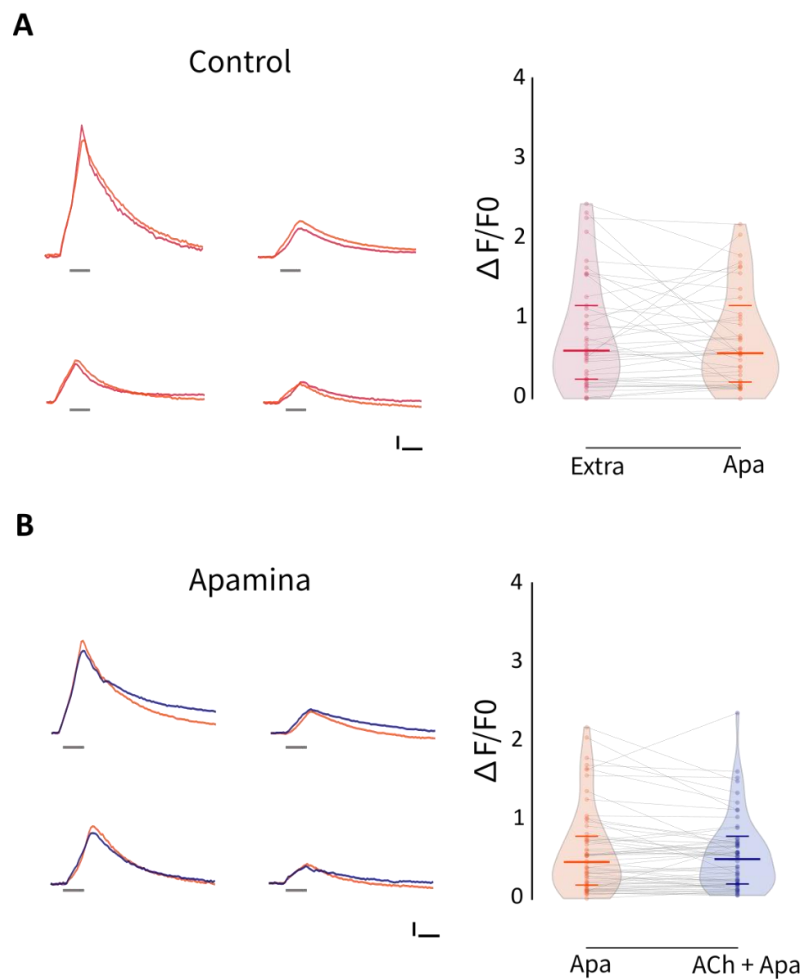 A
Control
4
3
2
1
0
ΔF/F0
Extra Apa
B
Apamina
4
3
2
1
0
ΔF/F0
Apa ACh + Apa